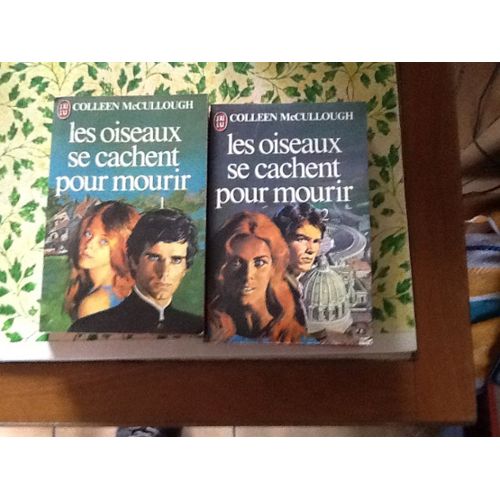 J'AI LU
COLLEEN McCULLOUGH
les oiseaux
se cachent
pour mourir
1
J'AI LU
COLLEEN McCULLOUGH
les oiseaux
se cachent
pour mourir
2